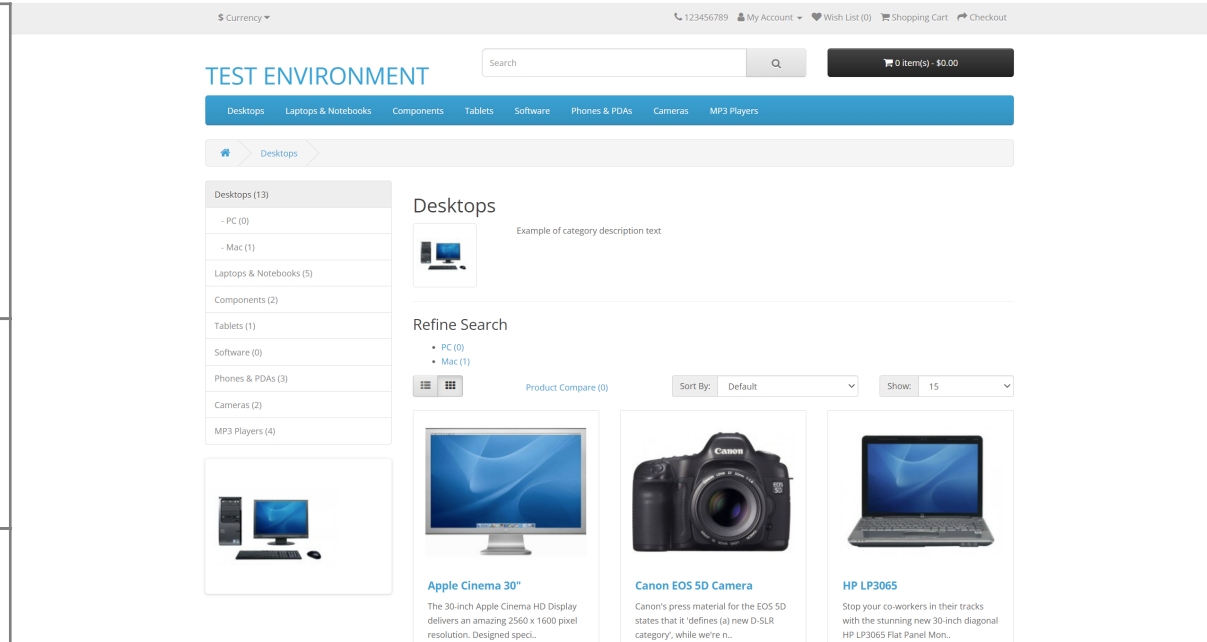 $ Currency
123456789 My Account Wish List (0) Shopping Cart Checkout
TEST ENVIRONMENT
Search
0 item(s) - $0.00
Desktops Laptops & Notebooks Components Tablets Software Phones & PDAs Cameras MP3 Players
Desktops
Desktops (13)
- PC (0)
- Mac (1)
Laptops & Notebooks (5)
Components (2)
Tablets (1)
Software (0)
Phones & PDAs (3)
Cameras (2)
MP3 Players (4)
Desktops
Example of category description text
Refine Search
PC (0)
Mac (1)
Product Compare (0)
Sort By: Default
Show: 15
Canon
EOS
5D
Apple Cinema 30"
The 30-inch Apple Cinema HD Display
delivers an amazing 2560 x 1600 pixel
resolution. Designed speci..
Canon EOS 5D Camera
Canon's press material for the EOS 5D
states that it 'defines (a) new D-SLR
category', while we're n..
HP LP3065
Stop your co-workers in their tracks
with the stunning new 30-inch diagonal
HP LP3065 Flat Panel Mon..